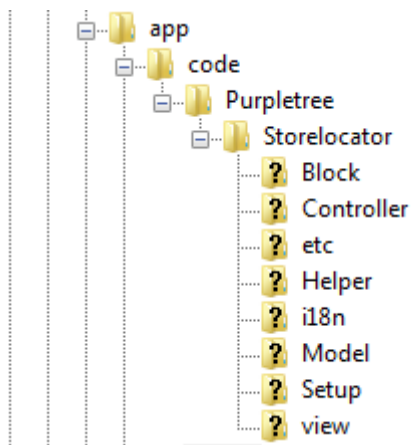 app
code
Purpletree
Storelocator
Block
Controller
etc
Helper
i18n
Model
Setup
view